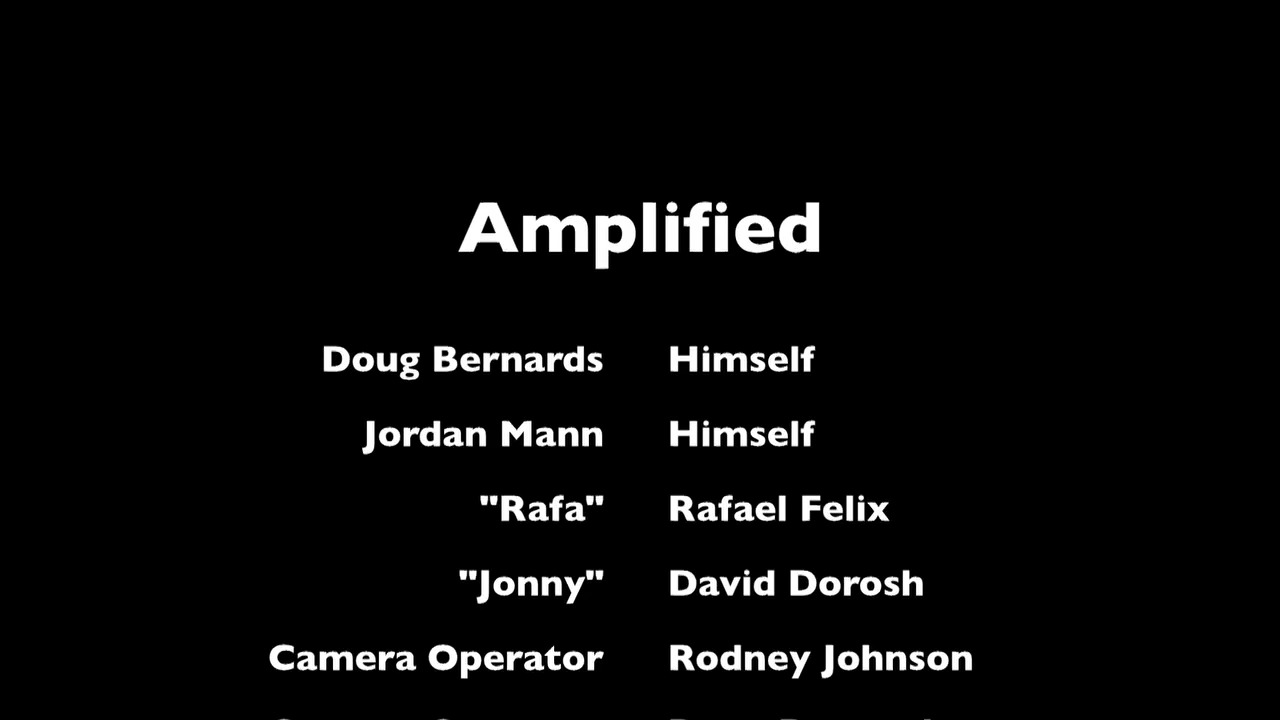 Amplified
Doug Bernards Himself
Jordan Mann Himself
"Rafa" Rafael Felix
"Jonny" David Dorosh
Camera Operator Rodney Johnson